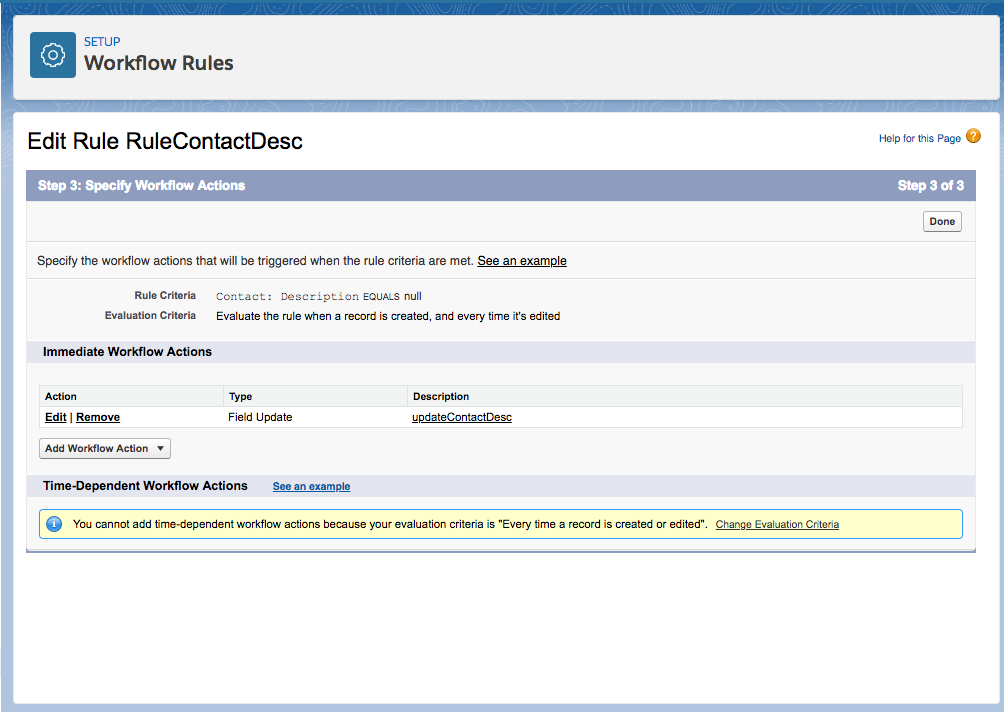 SETUP
Workflow Rules
Edit Rule RuleContactDesc
Help for this Page ?
Step 3: Specify Workflow Actions Step 3 of 3
Done
Specify the workflow actions that will be triggered when the rule criteria are met. See an example
Rule Criteria Contact: Description EQUALS null
Evaluation Criteria Evaluate the rule when a record is created, and every time it's edited
Immediate Workflow Actions
Action Type Description
Edit | Remove Field Update updateContactDesc
Add Workflow Action
Time-Dependent Workflow Actions See an example
i You cannot add time-dependent workflow actions because your evaluation criteria is "Every time a record is created or edited". Change Evaluation Criteria